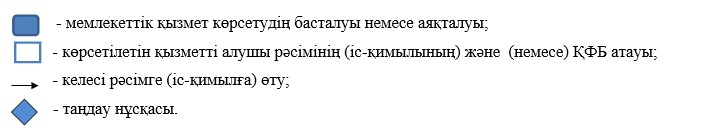 - мемлекеттік қызмет көрсетудің басталуы немесе аяқталуы;
- көрсетілетін қызметті алушы рәсімінің (іс-қимылының) және (немесе) ҚФБ атауы;
- келесі рәсімге (іс-қимылға) өту;
- таңдау нұсқасы.